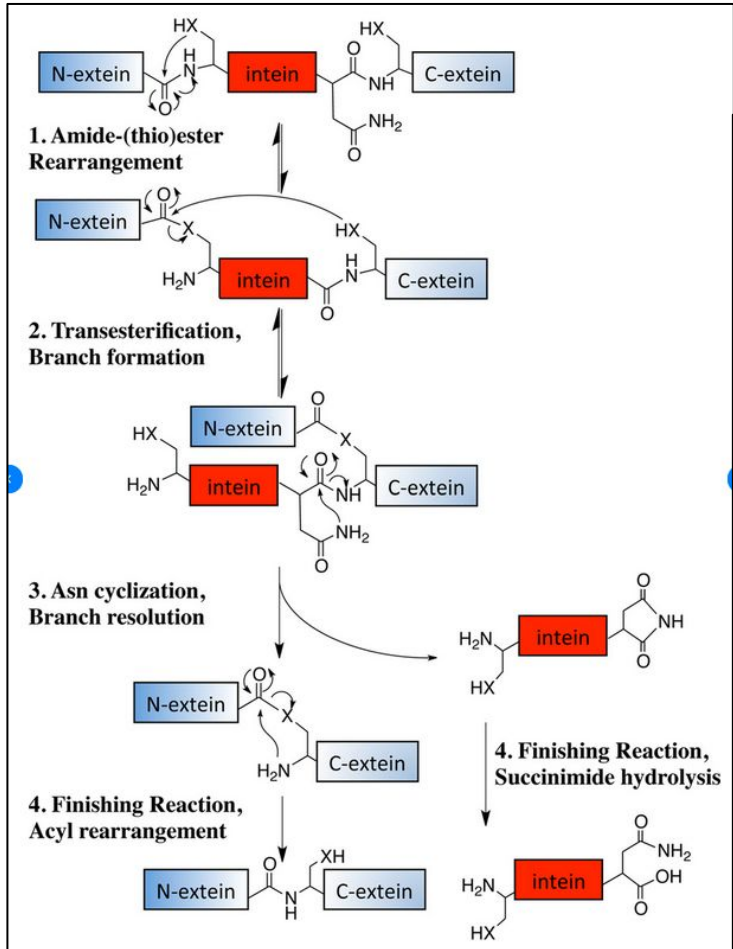 HX
HX
N-extein
H
N
intein
O
NH
C-extein
O
NH₂
O
1. Amide-(thio)ester
Rearrangement
O
N-extein
X
HX
H₂N
intein
H
N
O
C-extein
2. Transesterification,
Branch formation
O
N-extein
HX
X
O
H₂N
intein
NH
C-extein
NH₂
O
3. Asn cyclization,
Branch resolution
O
H₂N
intein
NH
HX
O
O
N-extein
X
H₂N
C-extein
4. Finishing Reaction,
Succinimide hydrolysis
4. Finishing Reaction,
Acyl rearrangement
O
XH
N-extein
N
H
C-extein
O
NH₂
H₂N
intein
OH
HX
O